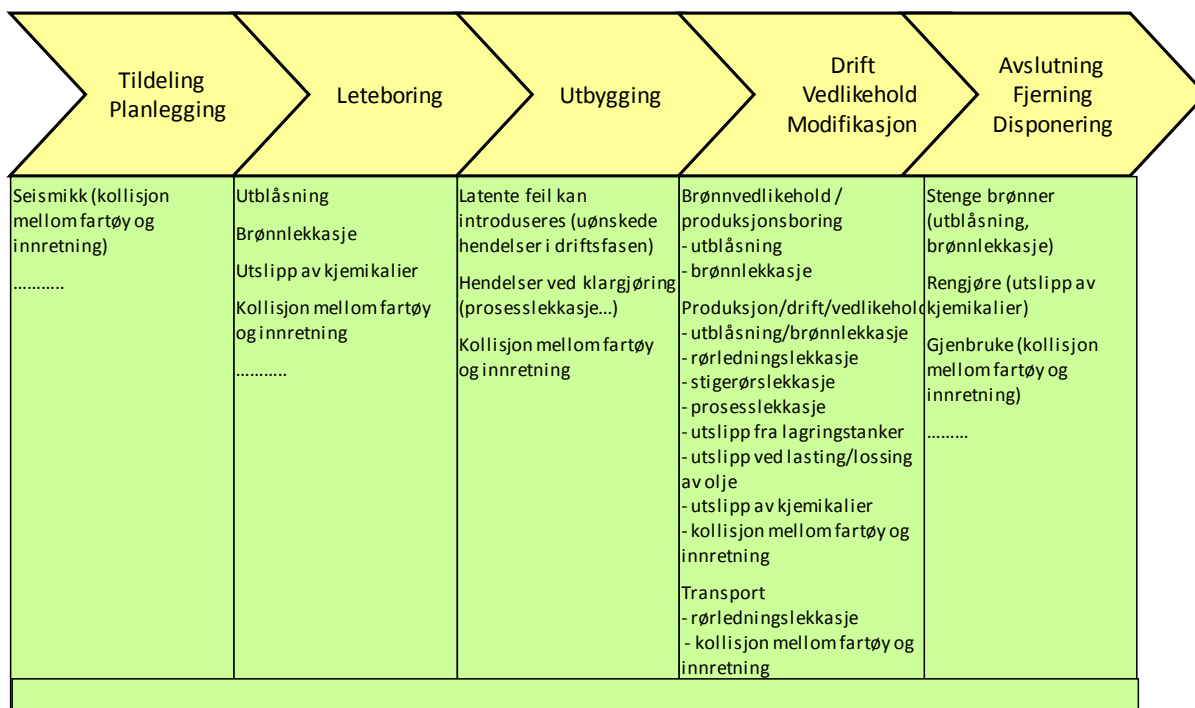 Tildeling
Planlegging
Leteboring
Utbygging
Drift
Vedlikehold
Modifikasjon
Avslutning
Fjerning
Disponering
Seismikk (kollisjon
mellom fartøy og
innretning)
………..
Utblåsning
Brønnlekkasje
Utslipp av kjemikalier
Kollisjon mellom fartøy
og innretning
………..
Latente feil kan
introduseres (uønskede
hendelser i driftsfasen)
Hendelser ved klargjøring
(prosesslekkasje...)
Kollisjon mellom fartøy
og innretning
Brønnvedlikehold /
produksjonsboring
- utblåsning
- brønnlekkasje
Produksjon/drift/vedlikehold
- utblåsning/brønnlekkasje
- rørledningslekkasje
- stigerørslekkasje
- prosesslekkasje
- utslipp fra lagringstanker
- utslipp ved lasting/lossing
av olje
- utslipp av kjemikalier
- kollisjon mellom fartøy og
innretning
Transport
- rørledningslekkasje
- kollisjon mellom fartøy og
innretning
Stenge brønner
(utblåsning,
brønnlekkasje)
Rengjøre (utslipp av
kjemikalier)
Gjenbruke (kollisjon
mellom fartøy og
innretning)
………